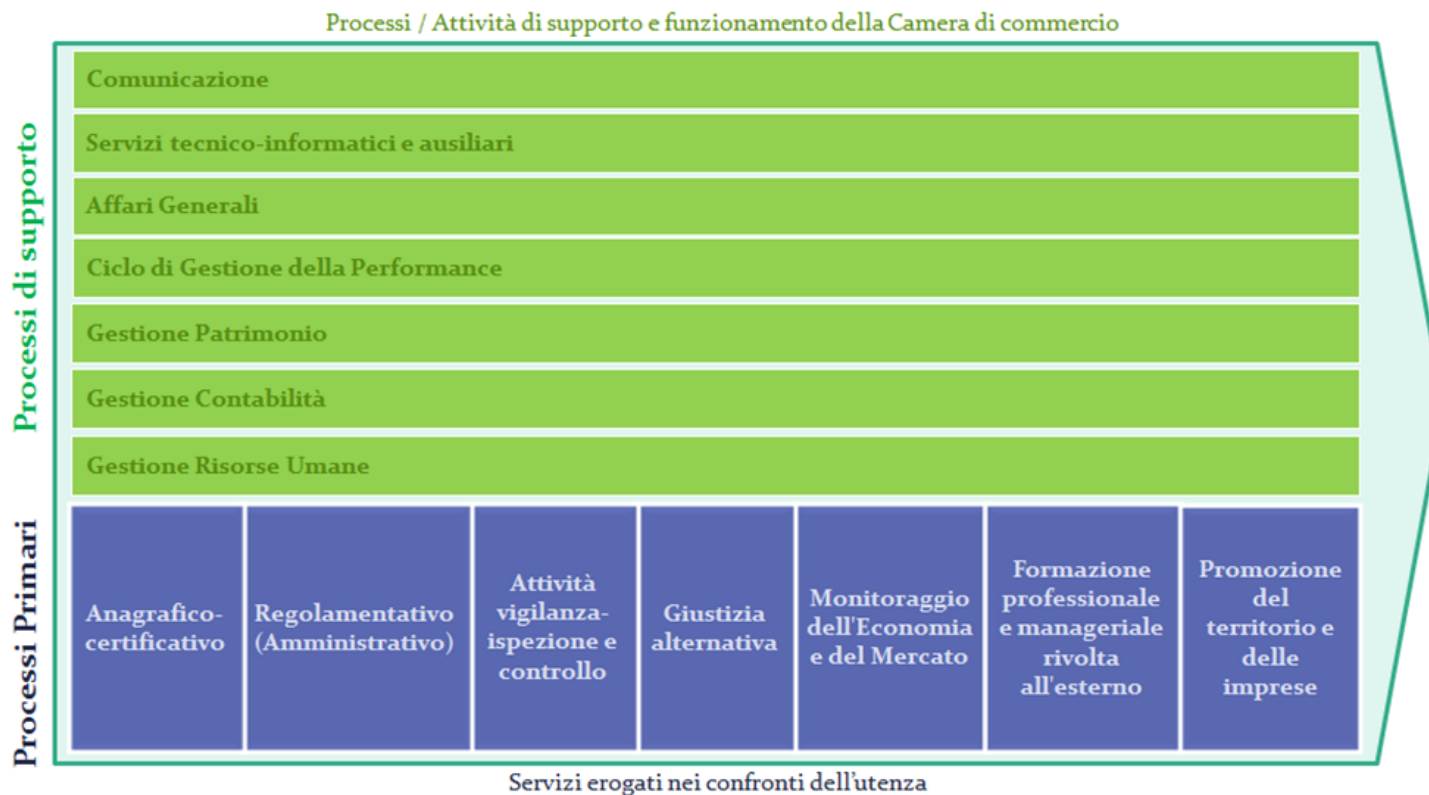 Processi / Attività di supporto e funzionamento della Camera di commercio
Processi di supporto
Comunicazione
Servizi tecnico-informatici e ausiliari
Affari Generali
Ciclo di Gestione della Performance
Gestione Patrimonio
Gestione Contabilità
Gestione Risorse Umane
Processi Primari
Anagrafico-
certificativo
Regolamentativo
(Amministrativo)
Attività
vigilanza-
ispezione e
controllo
Giustizia
alternativa
Monitoraggio
dell'Economia
e del Mercato
Formazione
professionale
e manageriale
rivolta
all'esterno
Promozione
del
territorio e
delle
imprese
Servizi erogati nei confronti dell'utenza